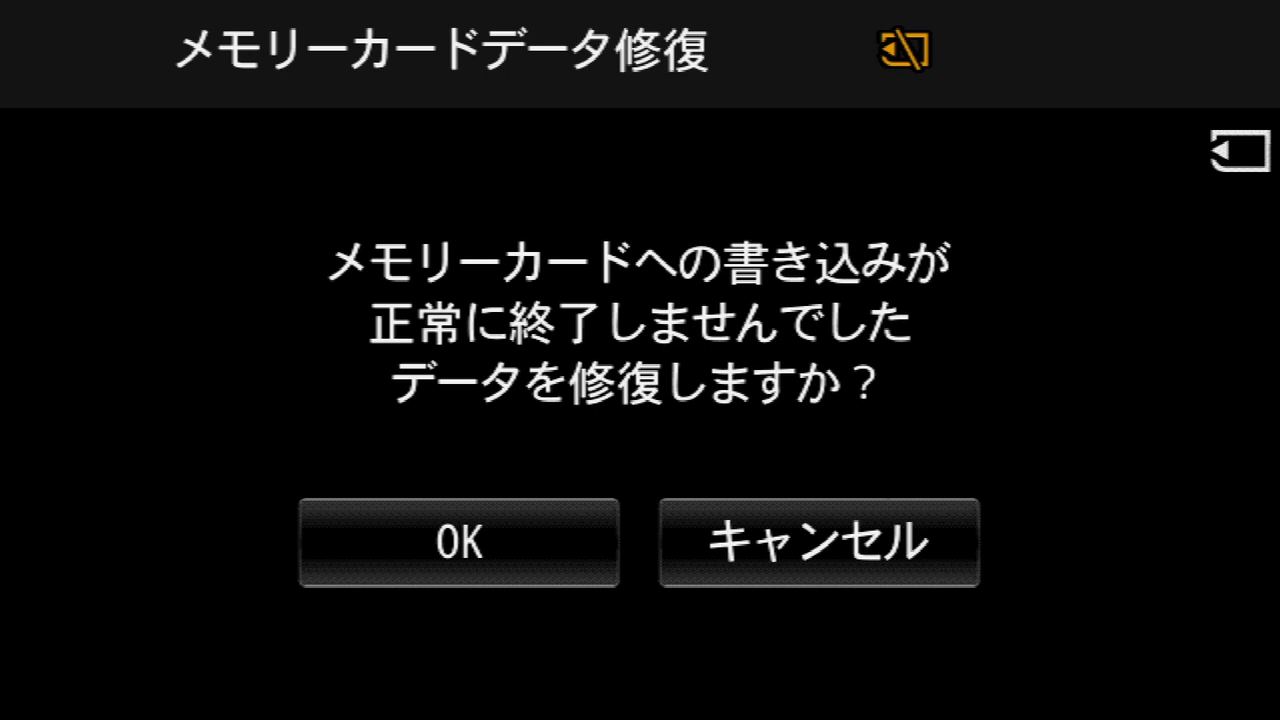 メモリーカードデータ修復
メモリーカードへの書き込みが
正常に終了しませんでした
データを修復しますか？
OK
キャンセル